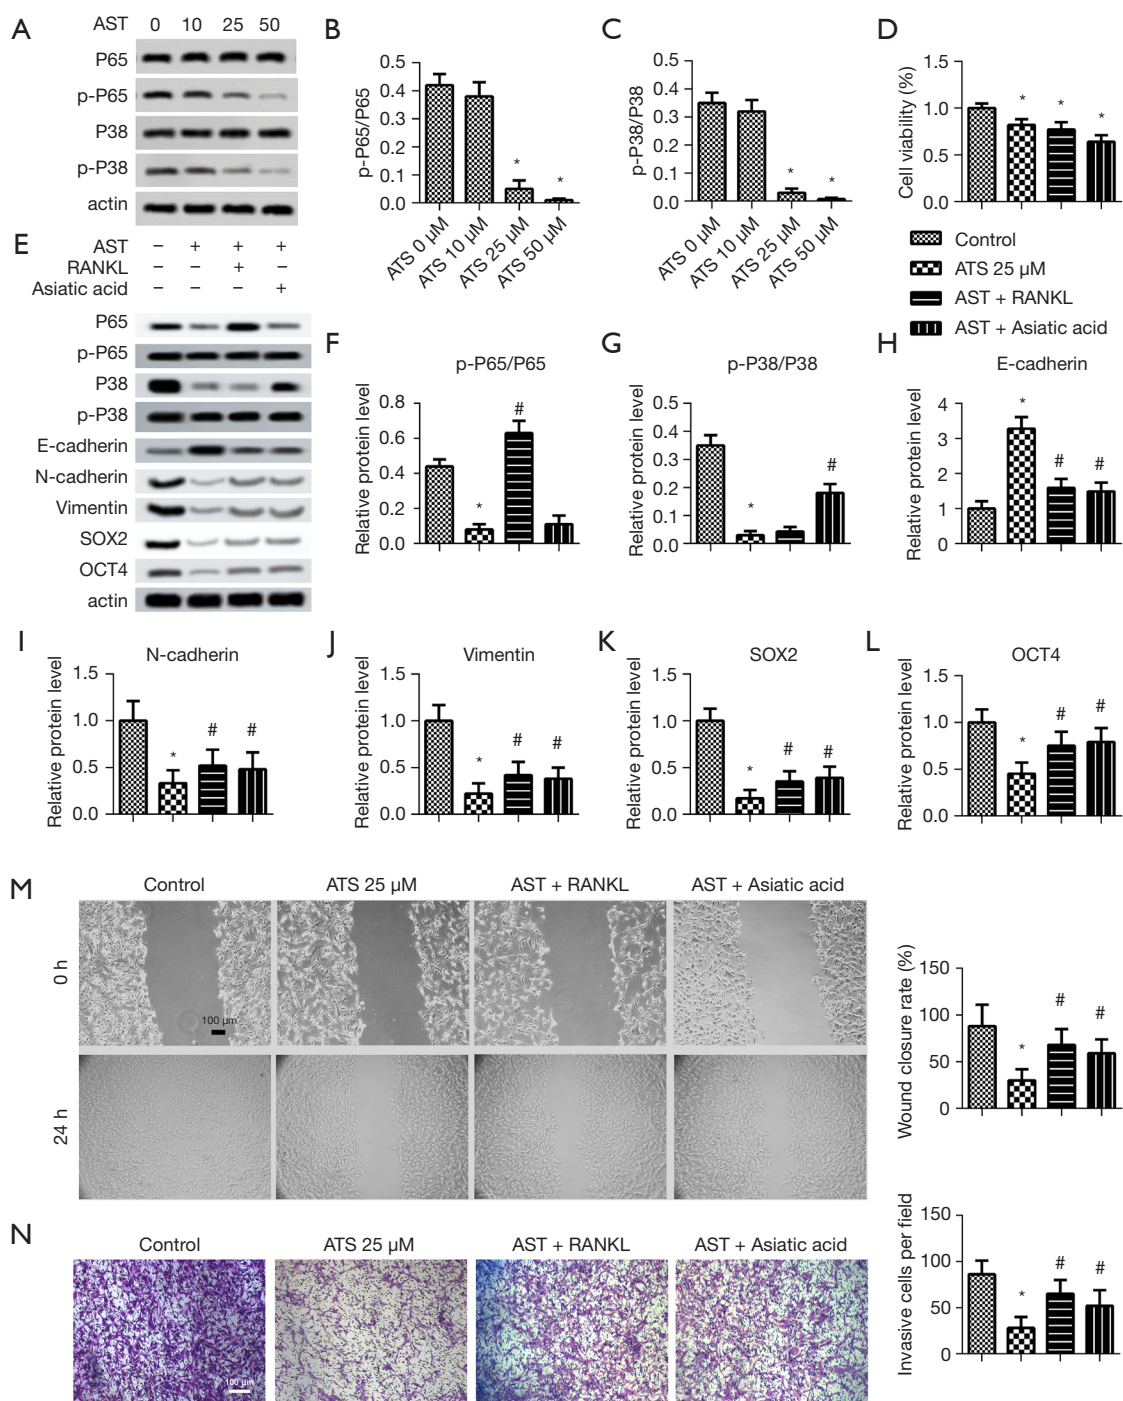 A
AST 0 10 25 50
P65
p-P65
P38
p-P38
actin
B
p-P65/P65
0.5
0.4
0.3
0.2
0.1
0.0
*
*
ATS 0 µM
ATS 10 µM
ATS 25 µM
ATS 50 µM
C
p-P38/P38
0.5
0.4
0.3
0.2
0.1
0.0
*
*
ATS 0 µM
ATS 10 µM
ATS 25 µM
ATS 50 µM
D
Cell viability (%)
1.5
1.0
0.5
0.0
*
*
*
Control
ATS 25 µM
AST + RANKL
AST + Asiatic acid
E
AST − + + +
RANKL − − + −
Asiatic acid − − − +
P65
p-P65
P38
p-P38
E-cadherin
N-cadherin
Vimentin
SOX2
OCT4
actin
F
p-P65/P65
Relative protein level
0.8
0.6
0.4
0.2
0.0
*
#
G
p-P38/P38
Relative protein level
0.5
0.4
0.3
0.2
0.1
0.0
*
#
H
E-cadherin
Relative protein level
4
3
2
1
0
*
#
#
I
N-cadherin
Relative protein level
1.5
1.0
0.5
0.0
*
#
#
J
Vimentin
Relative protein level
1.5
1.0
0.5
0.0
*
#
#
K
SOX2
Relative protein level
1.5
1.0
0.5
0.0
*
#
#
L
OCT4
Relative protein level
1.5
1.0
0.5
0.0
*
#
#
M
Control
ATS 25 µM
AST + RANKL
AST + Asiatic acid
0 h
100 µm
24 h
Wound closure rate (%)
150
100
50
0
*
#
#
N
Control
ATS 25 µM
AST + RANKL
AST + Asiatic acid
100 µm
Invasive cells per field
150
100
50
0
*
#
#